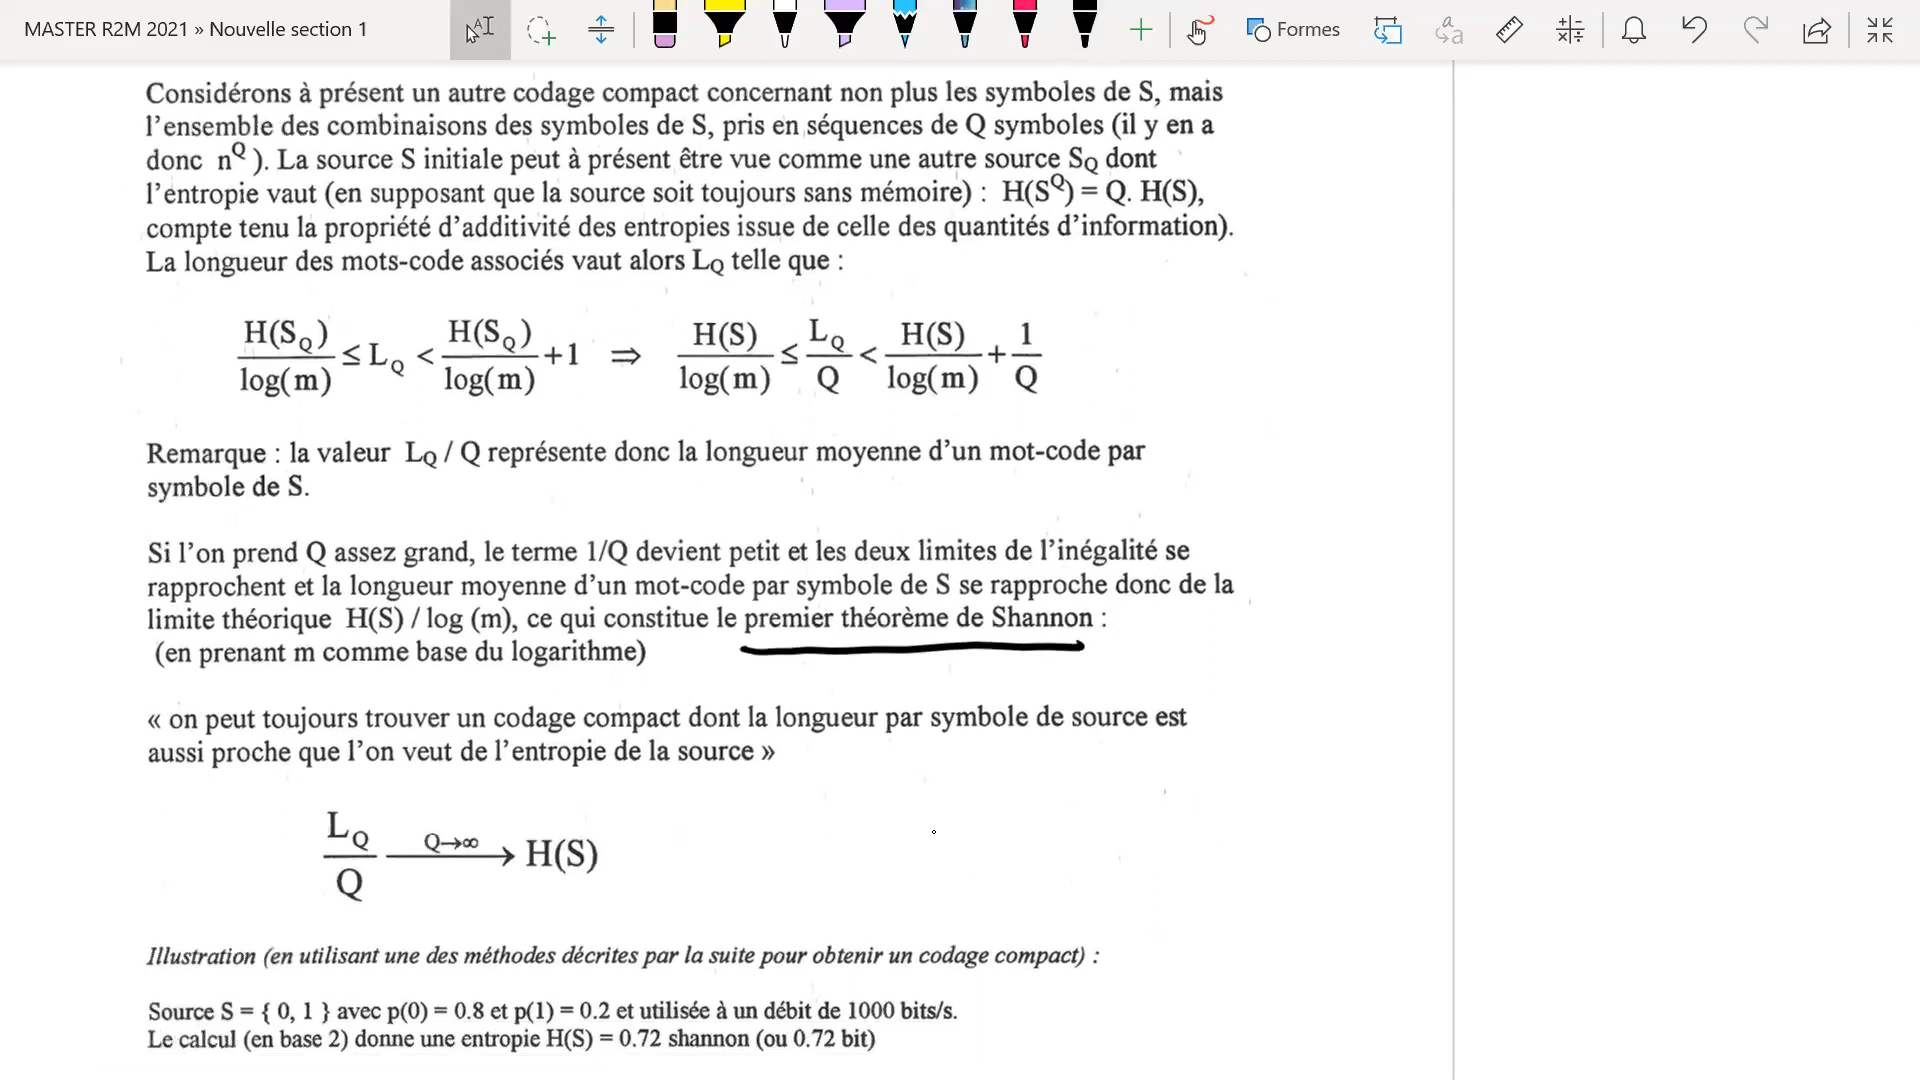 MASTER R2M 2021 » Nouvelle section 1
Formes
Considérons à présent un autre codage compact concernant non plus les symboles de S, mais
l'ensemble des combinaisons des symboles de S, pris en séquences de Q symboles (il y en a
donc n^Q ). La source S initiale peut à présent être vue comme une autre source S_Q dont
l'entropie vaut (en supposant que la source soit toujours sans mémoire) : H(S^Q) = Q. H(S),
compte tenu la propriété d'additivité des entropies issue de celle des quantités d'information).
La longueur des mots-code associés vaut alors L_Q telle que :
H(S_Q)/log(m) ≤ L_Q < H(S_Q)/log(m) +1 ⇒ H(S)/log(m) ≤ L_Q/Q < H(S)/log(m) + 1/Q
Remarque : la valeur L_Q / Q représente donc la longueur moyenne d'un mot-code par
symbole de S.
Si l'on prend Q assez grand, le terme 1/Q devient petit et les deux limites de l'inégalité se
rapprochent et la longueur moyenne d'un mot-code par symbole de S se rapproche donc de la
limite théorique H(S) / log (m), ce qui constitue le premier théorème de Shannon :
(en prenant m comme base du logarithme)
« on peut toujours trouver un codage compact dont la longueur par symbole de source est
aussi proche que l'on veut de l'entropie de la source »
L_Q/Q Q→∞ → H(S)
Illustration (en utilisant une des méthodes décrites par la suite pour obtenir un codage compact) :
Source S = { 0, 1 } avec p(0) = 0.8 et p(1) = 0.2 et utilisée à un débit de 1000 bits/s.
Le calcul (en base 2) donne une entropie H(S) = 0.72 shannon (ou 0.72 bit)